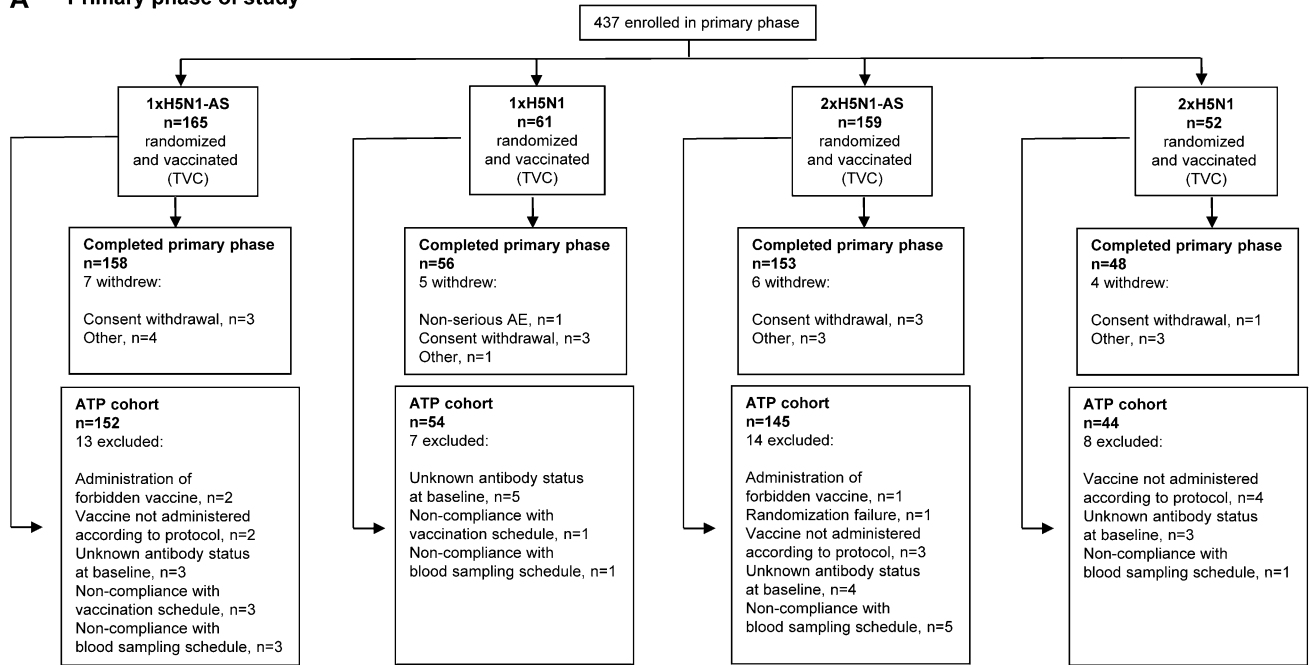 A Primary phase of study
437 enrolled in primary phase
1xH5N1-AS
n=165
randomized
and vaccinated
(TVC)
1xH5N1
n=61
randomized
and vaccinated
(TVC)
2xH5N1-AS
n=159
randomized
and vaccinated
(TVC)
2xH5N1
n=52
randomized
and vaccinated
(TVC)
Completed primary phase
n=158
7 withdrew:
Consent withdrawal, n=3
Other, n=4
Completed primary phase
n=56
5 withdrew:
Non-serious AE, n=1
Consent withdrawal, n=3
Other, n=1
Completed primary phase
n=153
6 withdrew:
Consent withdrawal, n=3
Other, n=3
Completed primary phase
n=48
4 withdrew:
Consent withdrawal, n=1
Other, n=3
ATP cohort
n=152
13 excluded:
Administration of
forbidden vaccine, n=2
Vaccine not administered
according to protocol, n=2
Unknown antibody status
at baseline, n=3
Non-compliance with
vaccination schedule, n=3
Non-compliance with
blood sampling schedule, n=3
ATP cohort
n=54
7 excluded:
Unknown antibody status
at baseline, n=5
Non-compliance with
vaccination schedule, n=1
Non-compliance with
blood sampling schedule, n=1
ATP cohort
n=145
14 excluded:
Administration of
forbidden vaccine, n=1
Randomization failure, n=1
Vaccine not administered
according to protocol, n=3
Unknown antibody status
at baseline, n=4
Non-compliance with
blood sampling schedule, n=5
ATP cohort
n=44
8 excluded:
Vaccine not administered
according to protocol, n=4
Unknown antibody status
at baseline, n=3
Non-compliance with
blood sampling schedule, n=1